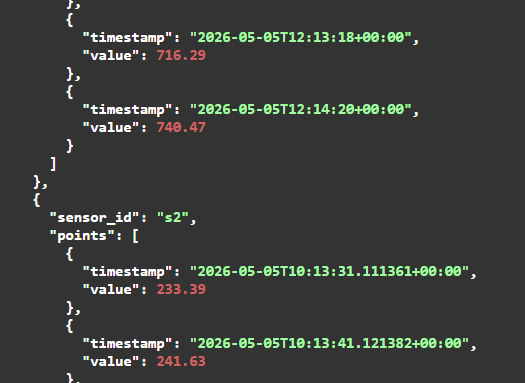 },
{
"timestamp": "2026-05-05T12:13:18+00:00",
"value": 716.29
},
{
"timestamp": "2026-05-05T12:14:20+00:00",
"value": 740.47
}
]
},
{
"sensor_id": "s2",
"points": [
{
"timestamp": "2026-05-05T10:13:31.111361+00:00",
"value": 233.39
},
{
"timestamp": "2026-05-05T10:13:41.121382+00:00",
"value": 241.63
},